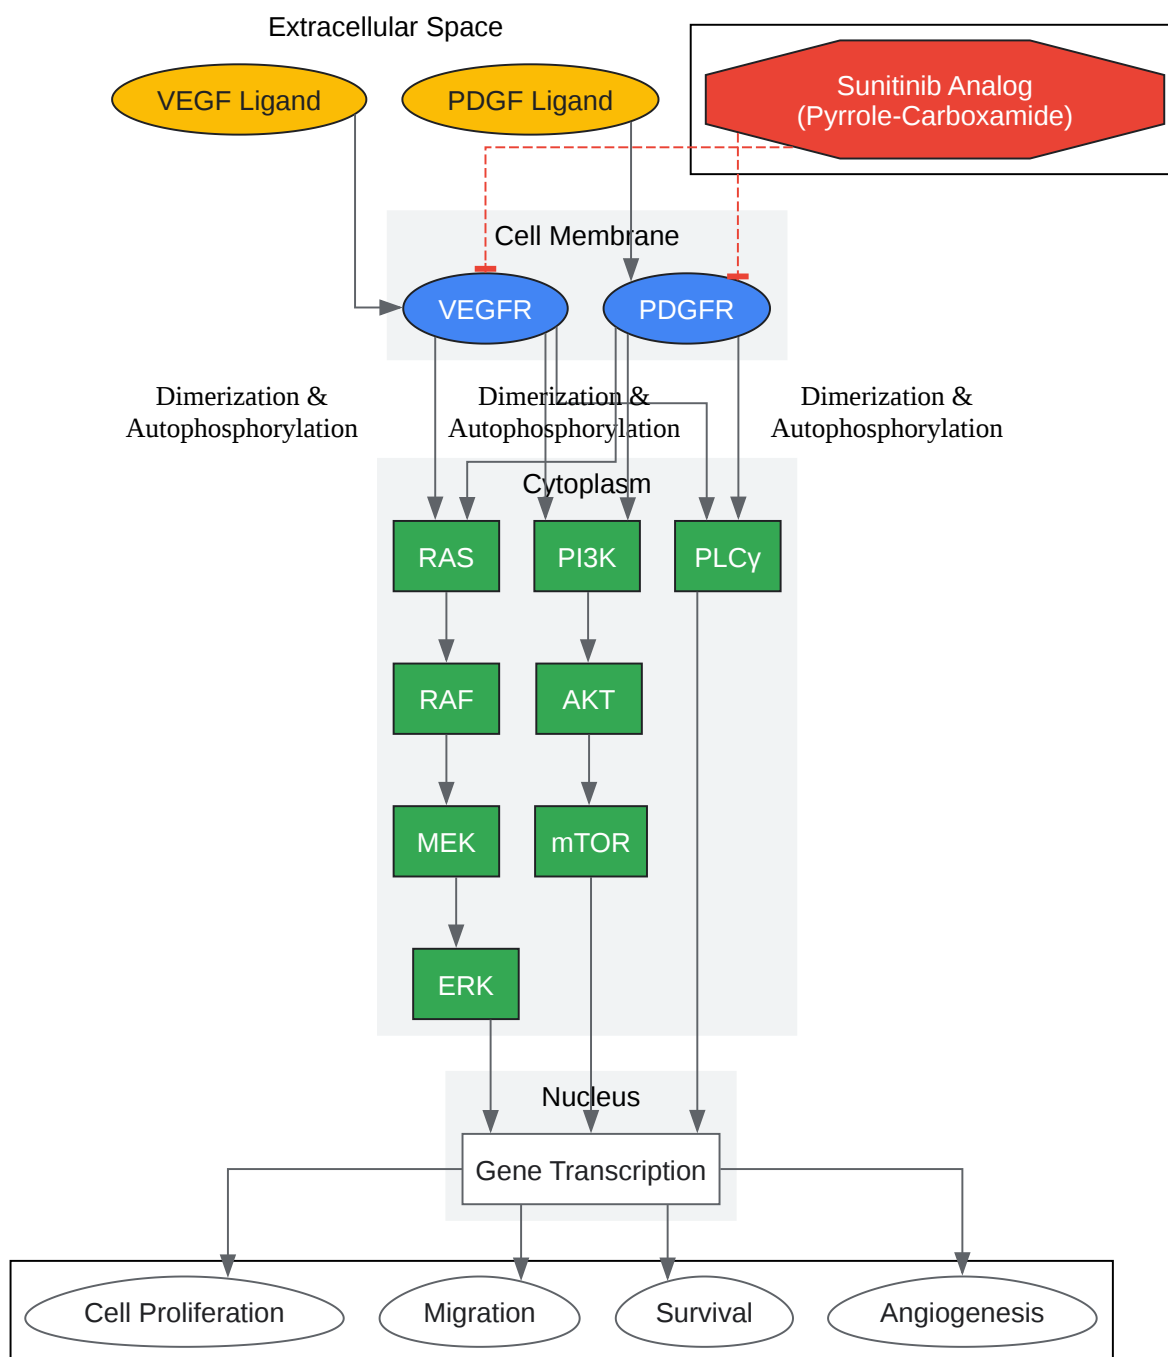 Extracellular Space
VEGF Ligand
PDGF Ligand
Sunitinib Analog
(Pyrrole-Carboxamide)
Cell Membrane
VEGFR
PDGFR
Dimerization &
Autophosphorylation
Dimerization &
Autophosphorylation
Dimerization &
Autophosphorylation
Cytoplasm
RAS
PI3K
PLCγ
RAF
AKT
MEK
mTOR
ERK
Nucleus
Gene Transcription
Cell Proliferation
Migration
Survival
Angiogenesis